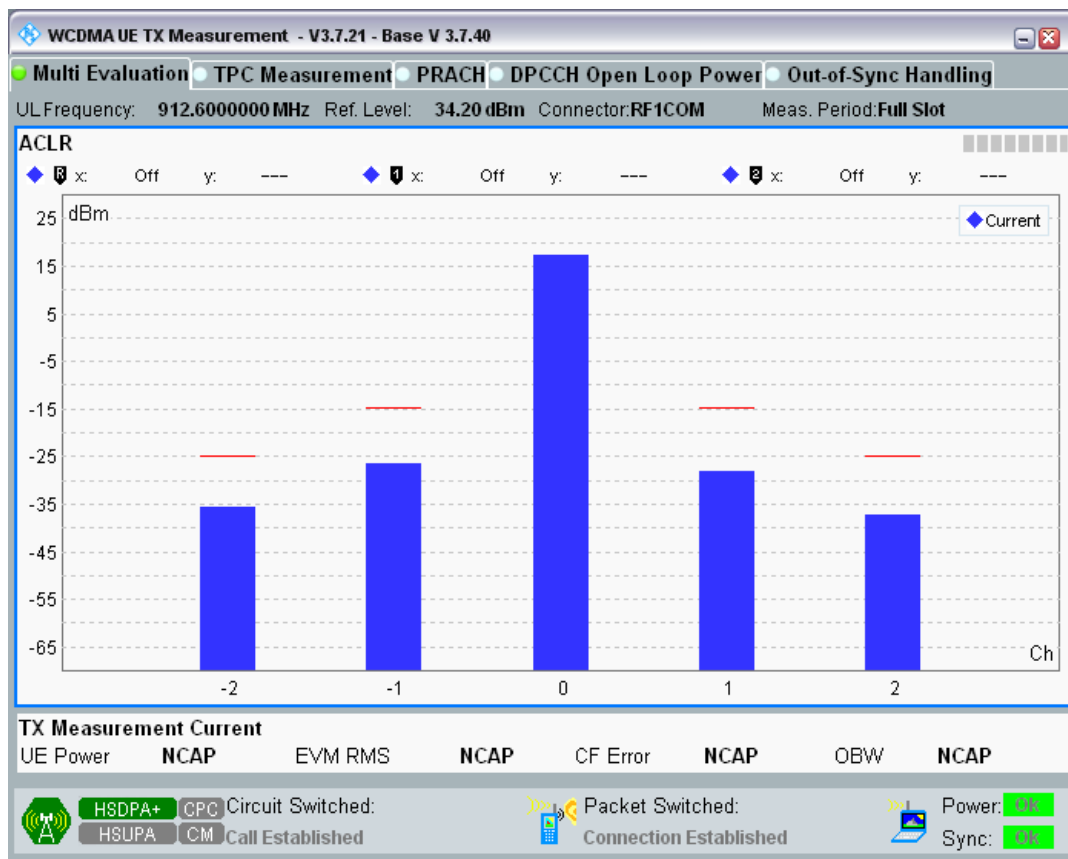 WCDMA UE TX Measurement - V3.7.21 - Base V 3.7.40
Multi Evaluation TPC Measurement PRACH DPCCH Open Loop Power Out-of-Sync Handling
UL Frequency: 912.6000000 MHz Ref. Level: 34.20 dBm Connector:RF1COM Meas. Period:Full Slot
ACLR
R x: Off y: --- 1 x: Off y: --- 2 x: Off y: ---
dBm
Current
25
15
5
-5
-15
-25
-35
-45
-55
-65
Ch
-2 -1 0 1 2
TX Measurement Current
UE Power NCAP EVM RMS NCAP CF Error NCAP OBW NCAP
HSDPA+ CPC Circuit Switched: Packet Switched: Power: OK
HSUPA CM Call Established Connection Established Sync: OK